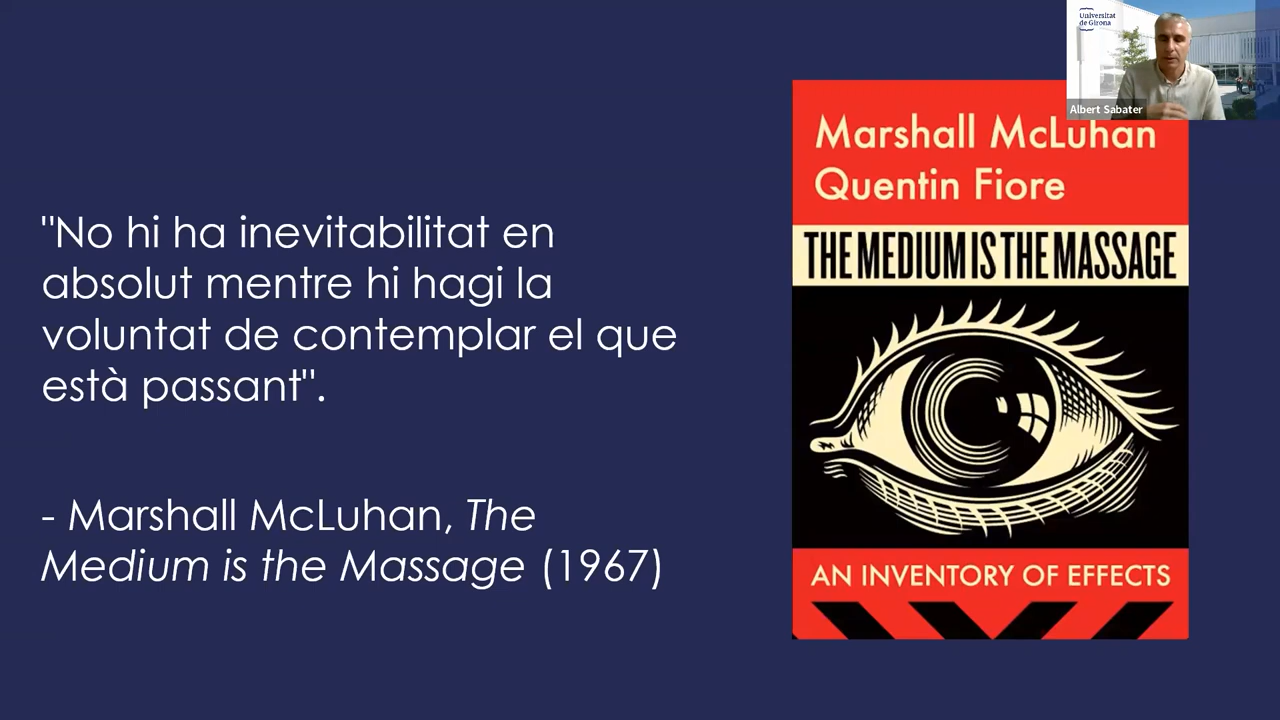 "No hi ha inevitabilitat en
absolut mentre hi hagi la
voluntat de contemplar el que
està passant".
- Marshall McLuhan, The
Medium is the Massage (1967)
Marshall McLuhan
Quentin Fiore
THE MEDIUM IS THE MASSAGE
AN INVENTORY OF EFFECTS
Universitat
de Girona
Albert Sabater